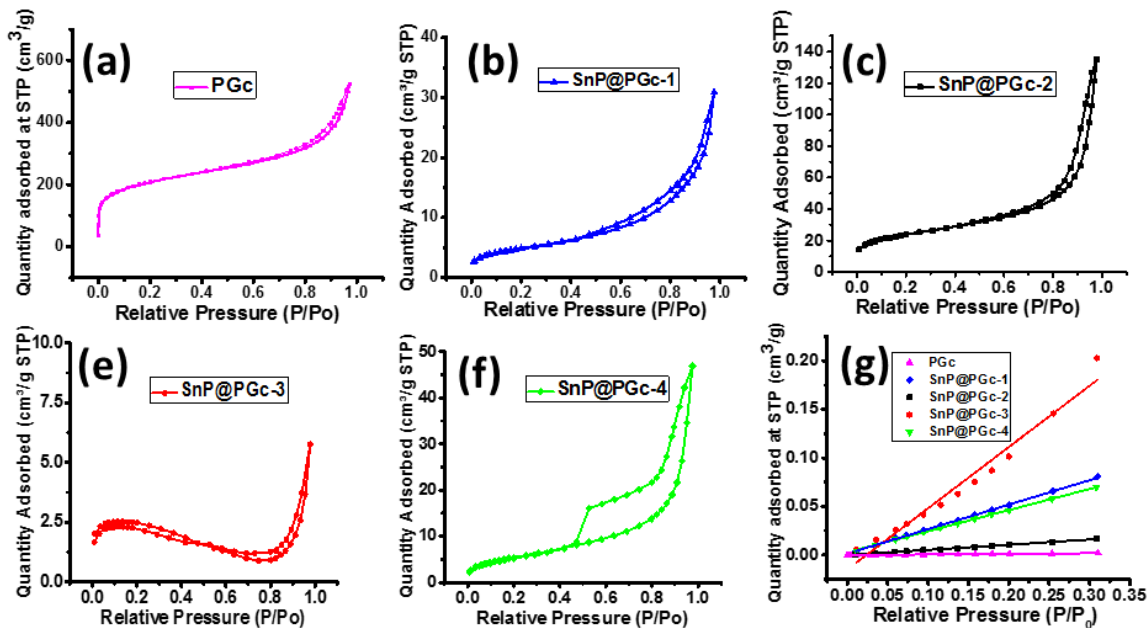 (a)
PGc
Quantity adsorbed at STP (cm³/g)
600
400
200
0
0.0 0.2 0.4 0.6 0.8 1.0
Relative Pressure (P/Po)
(b)
SnP@PGc-1
Quantity Adsorbed (cm³/g STP)
40
30
20
10
0
0.0 0.2 0.4 0.6 0.8 1.0
Relative Pressure (P/Po)
(c)
SnP@PGc-2
Quantity Adsorbed (cm³/g STP)
140
120
100
80
60
40
20
0
0.0 0.2 0.4 0.6 0.8 1.0
Relative Pressure (P/Po)
(e)
SnP@PGc-3
Quantity Adsorbed (cm³/g STP)
10.0
7.5
5.0
2.5
0.0
0.0 0.2 0.4 0.6 0.8 1.0
Relative Pressure (P/Po)
(f)
SnP@PGc-4
Quantity Adsorbed (cm³/g STP)
50
40
30
20
10
0
0.0 0.2 0.4 0.6 0.8 1.0
Relative Pressure (P/Po)
(g)
PGc
SnP@PGc-1
SnP@PGc-2
SnP@PGc-3
SnP@PGc-4
Quantity adsorbed at STP (cm³/g)
0.20
0.15
0.10
0.05
0.00
0.00 0.05 0.10 0.15 0.20 0.25 0.30 0.35
Relative Pressure (P/P₀)